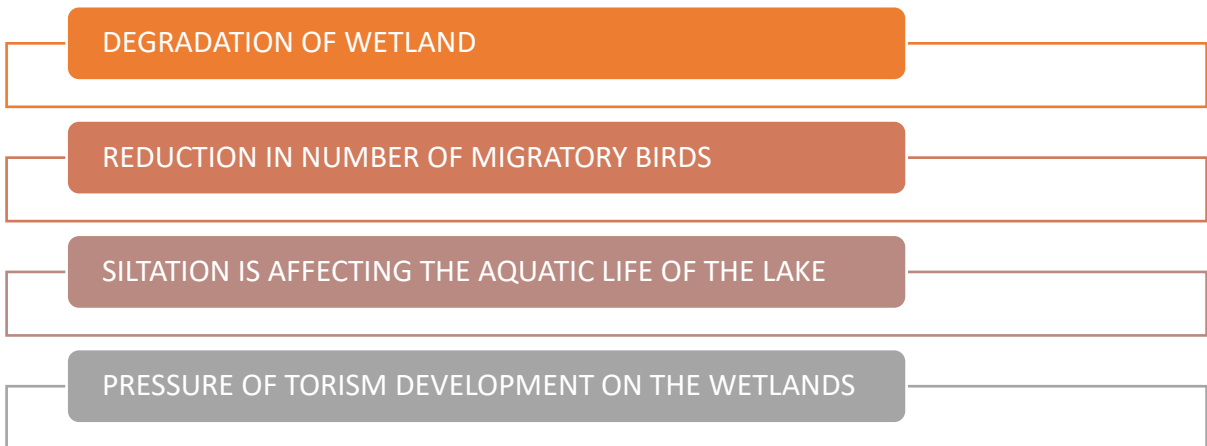 DEGRADATION OF WETLAND
REDUCTION IN NUMBER OF MIGRATORY BIRDS
SILTATION IS AFFECTING THE AQUATIC LIFE OF THE LAKE
PRESSURE OF TORISM DEVELOPMENT ON THE WETLANDS